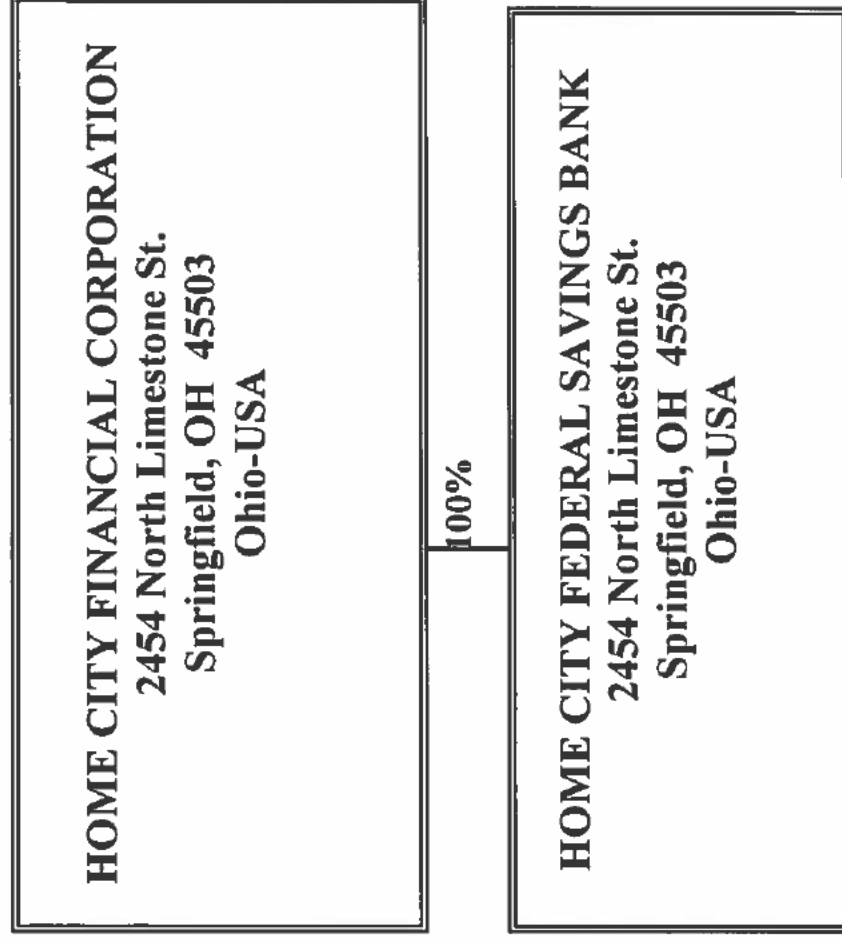 HOME CITY FINANCIAL CORPORATION
2454 North Limestone St.
Springfield, OH 45503
Ohio-USA
100%
HOME CITY FEDERAL SAVINGS BANK
2454 North Limestone St.
Springfield, OH 45503
Ohio-USA